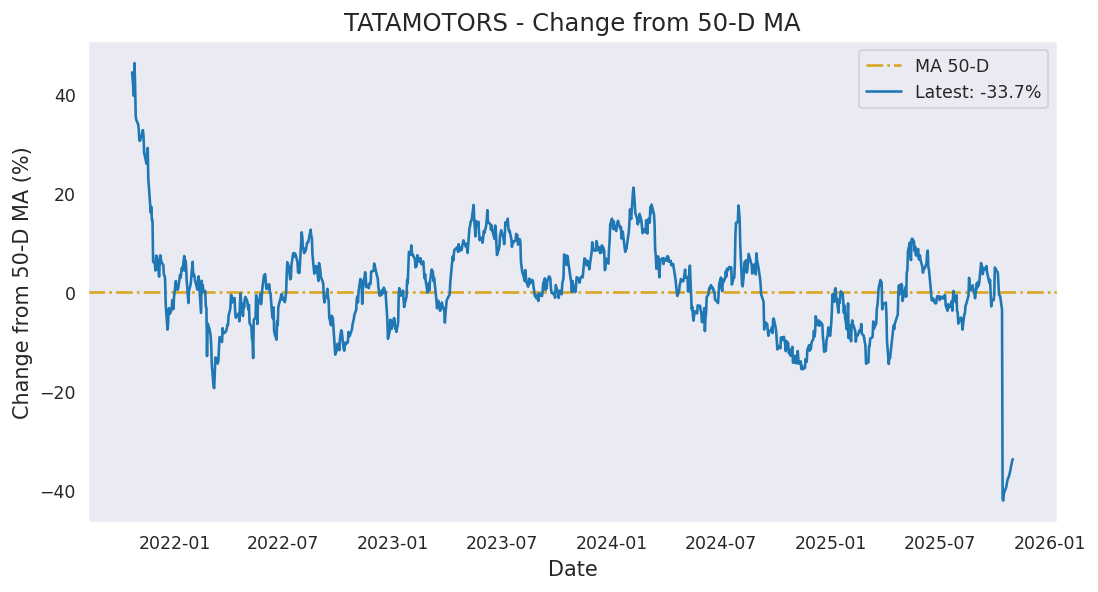 TATAMOTORS - Change from 50-D MA
MA 50-D
Latest: -33.7%
Change from 50-D MA (%)
40
20
0
−20
−40
2022-01
2022-07
2023-01
2023-07
2024-01
2024-07
2025-01
2025-07
2026-01
Date